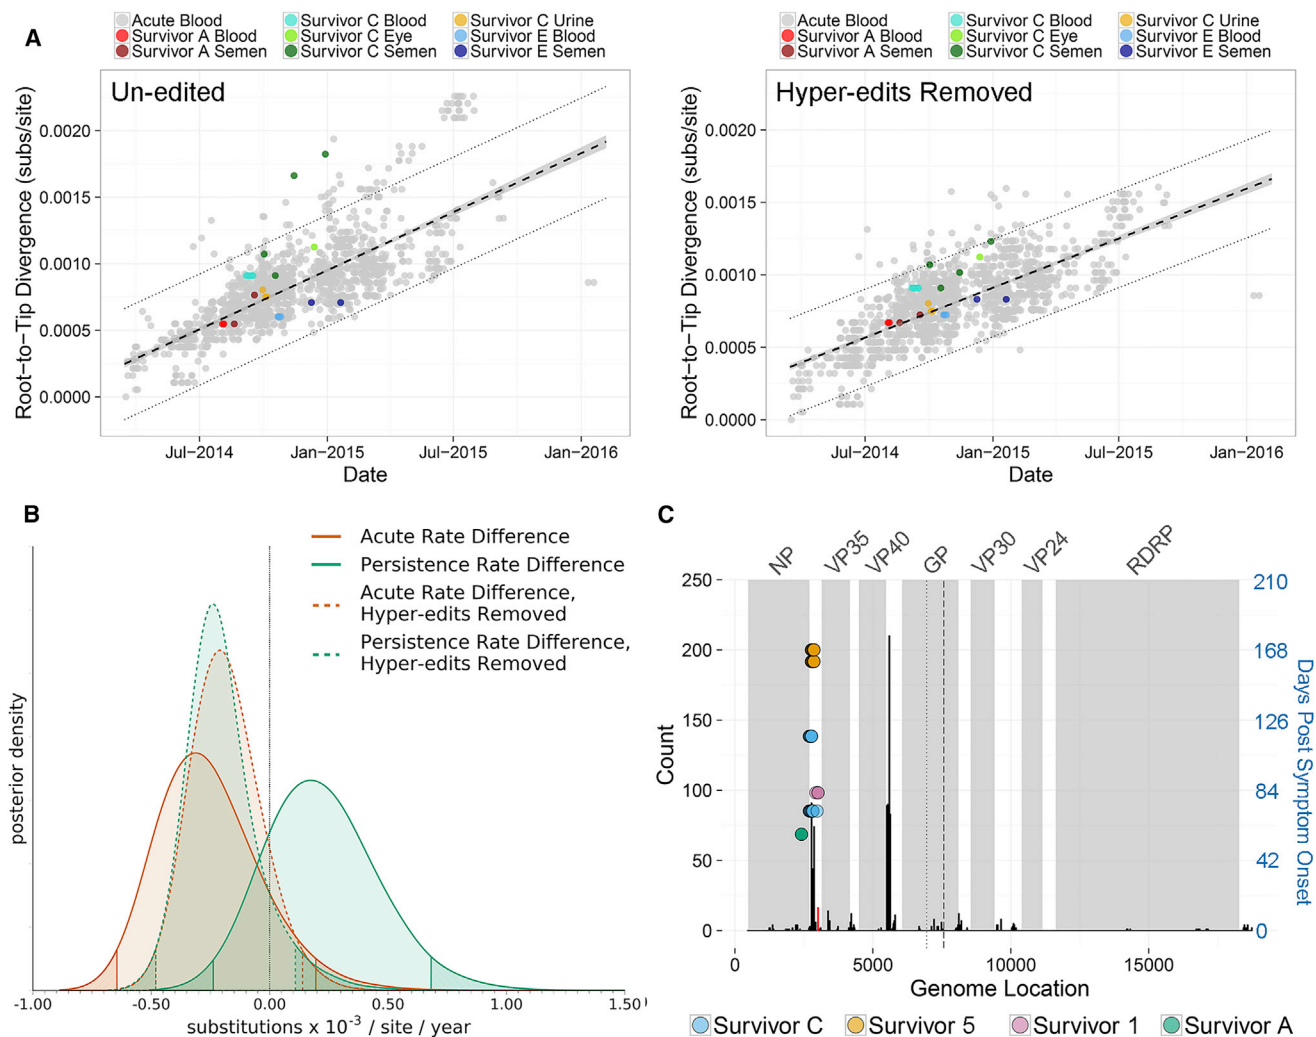 A
Acute Blood
Survivor A Blood
Survivor A Semen
Survivor C Blood
Survivor C Eye
Survivor C Semen
Survivor C Urine
Survivor E Blood
Survivor E Semen
Un-edited
Root-to-Tip Divergence (subs/site)
0.0020
0.0015
0.0010
0.0005
0.0000
Jul-2014
Jan-2015
Jul-2015
Jan-2016
Date
Acute Blood
Survivor A Blood
Survivor A Semen
Survivor C Blood
Survivor C Eye
Survivor C Semen
Survivor C Urine
Survivor E Blood
Survivor E Semen
Hyper-edits Removed
Root-to-Tip Divergence (subs/site)
0.0020
0.0015
0.0010
0.0005
0.0000
Jul-2014
Jan-2015
Jul-2015
Jan-2016
Date
B
Acute Rate Difference
Persistence Rate Difference
Acute Rate Difference,
Hyper-edits Removed
Persistence Rate Difference,
Hyper-edits Removed
posterior density
-1.00
-0.50
0.00
0.50
1.00
1.50
substitutions x 10⁻³ / site / year
C
NP
VP35
VP40
GP
VP30
VP24
RDRP
Count
250
200
150
100
50
0
210
168
126
84
42
0
Days Post Symptom Onset
0
5000
10000
15000
Genome Location
Survivor C
Survivor 5
Survivor 1
Survivor A